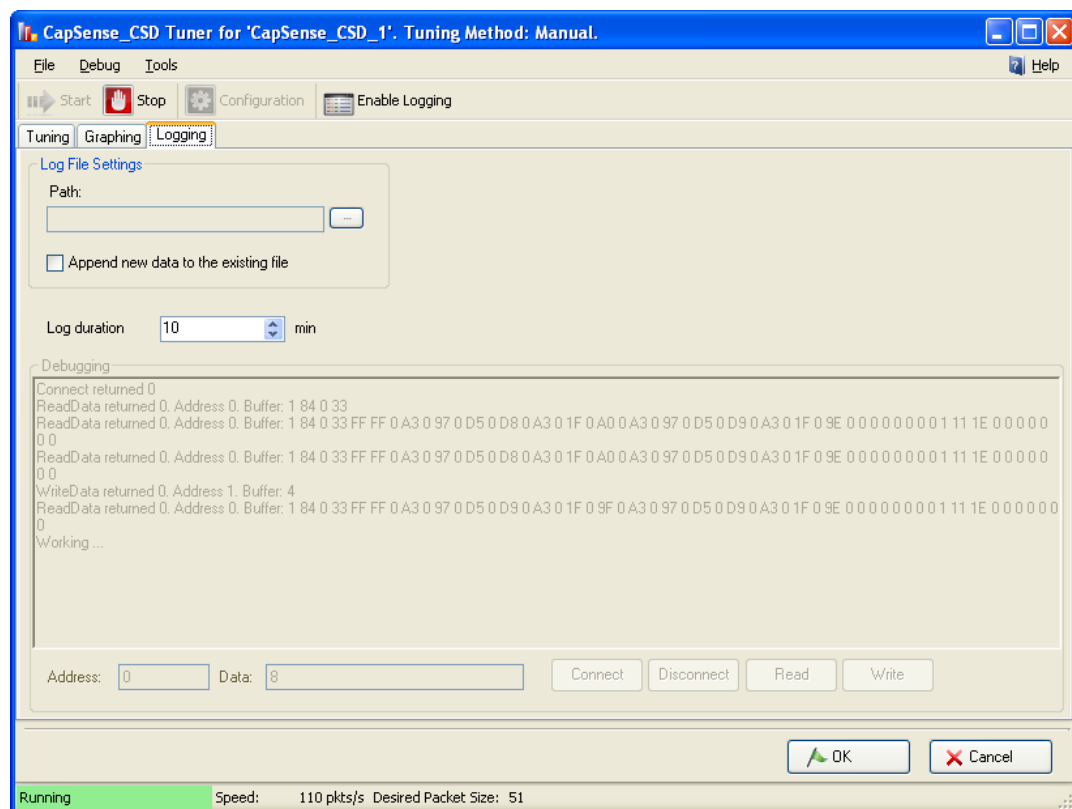 CapSense_CSD Tuner for 'CapSense_CSD_1'. Tuning Method: Manual.
File Debug Tools Help
Start Stop Configuration Enable Logging
Tuning Graphing Logging
Log File Settings
Path:
...
Append new data to the existing file
Log duration 10 min
Debugging
Connect returned 0
ReadData returned 0. Address 0. Buffer: 1 84 0 33
ReadData returned 0. Address 0. Buffer: 1 84 0 33 FF FF 0 A3 0 97 0 D5 0 D8 0 A3 0 1F 0 A0 0 A3 0 97 0 D5 0 D9 0 A3 0 1F 0 9E 0 0 0 0 0 0 0 0 1 11 1E 0 0 0 0 0
0 0
ReadData returned 0. Address 0. Buffer: 1 84 0 33 FF FF 0 A3 0 97 0 D5 0 D8 0 A3 0 1F 0 A0 0 A3 0 97 0 D5 0 D9 0 A3 0 1F 0 9E 0 0 0 0 0 0 0 0 1 11 1E 0 0 0 0 0
0 0
WriteData returned 0. Address 1. Buffer: 4
ReadData returned 0. Address 0. Buffer: 1 84 0 33 FF FF 0 A3 0 97 0 D5 0 D9 0 A3 0 1F 0 9F 0 A3 0 97 0 D5 0 D9 0 A3 0 1F 0 9E 0 0 0 0 0 0 0 0 1 11 1E 0 0 0 0 0 0
0
Working ...
Address: 0 Data: 8 Connect Disconnect Read Write
OK Cancel
Running Speed: 110 pkts/s Desired Packet Size: 51